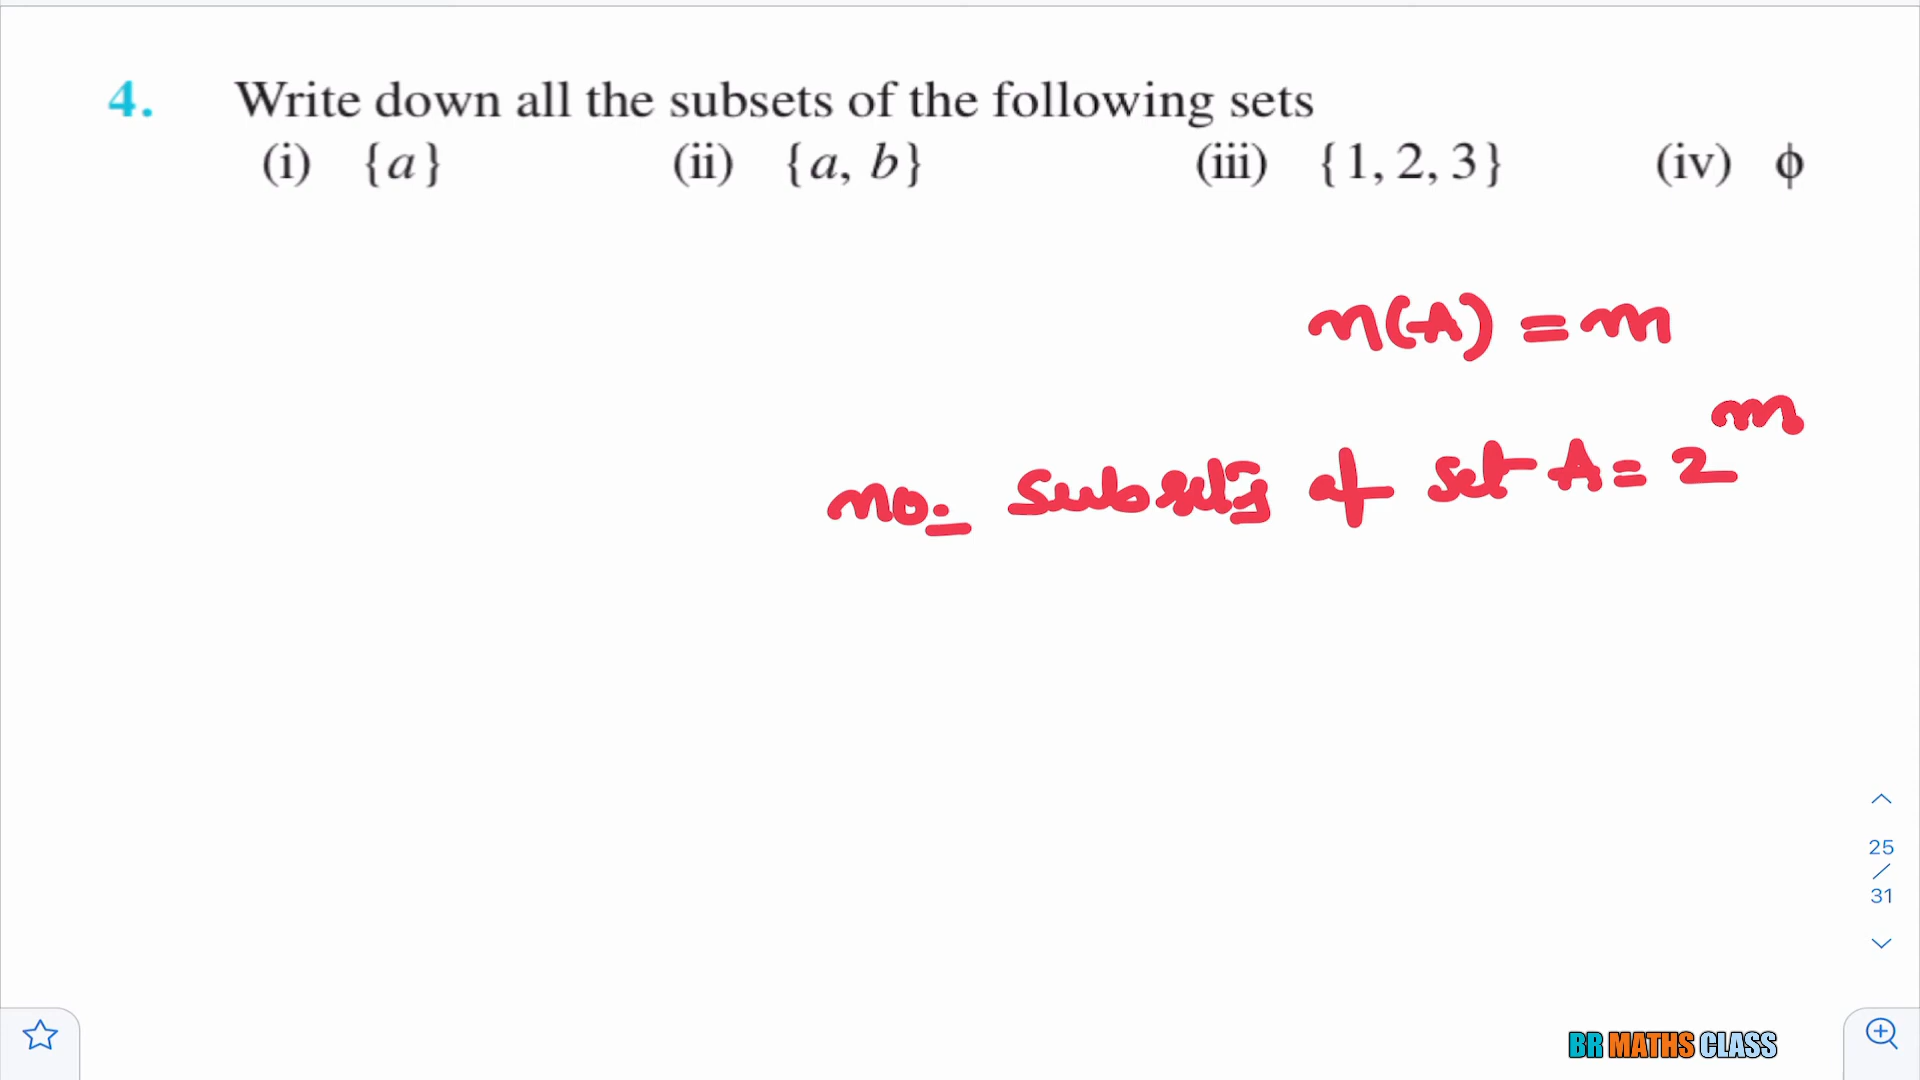 4. Write down all the subsets of the following sets
(i) {a} (ii) {a, b} (iii) {1, 2, 3} (iv) ϕ
n(A) = m
no. subsets of set A = 2^m
25
/
31
BR MATHS CLASS